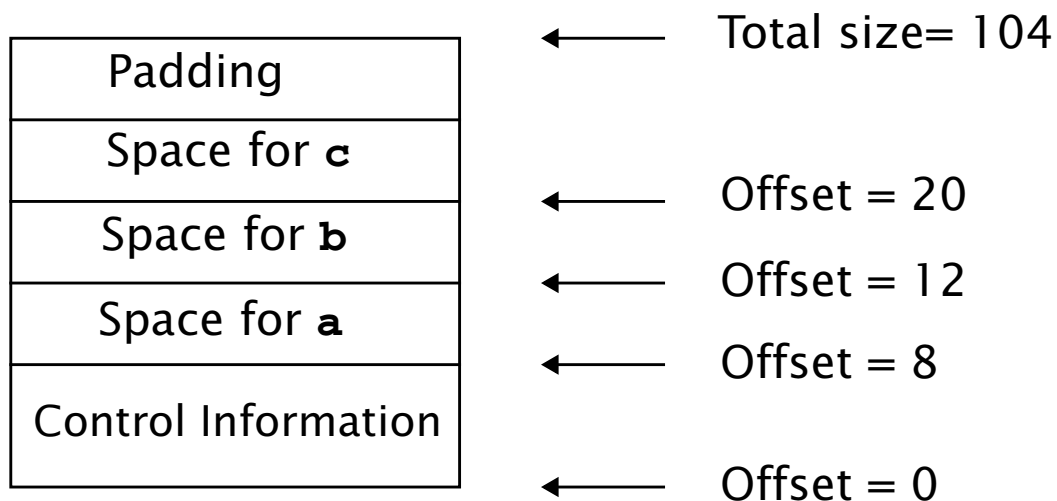 Total size= 104
Padding
Space for c
Offset = 20
Space for b
Offset = 12
Space for a
Offset = 8
Control Information
Offset = 0